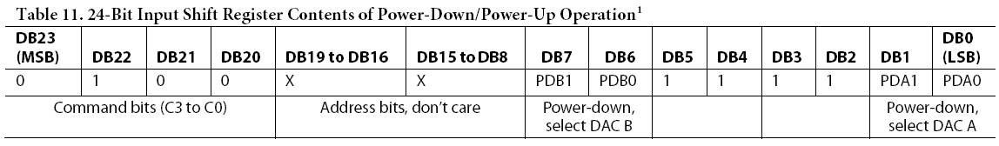 Table 11. 24-Bit Input Shift Register Contents of Power-Down/Power-Up Operation1
DB23 (MSB) DB22 DB21 DB20 DB19 to DB16 DB15 to DB8 DB7 DB6 DB5 DB4 DB3 DB2 DB1 DB0 (LSB)
0 1 0 0 X X PDB1 PDB0 1 1 1 1 PDA1 PDA0
Command bits (C3 to C0) Address bits, don't care Power-down, select DAC B Power-down, select DAC A